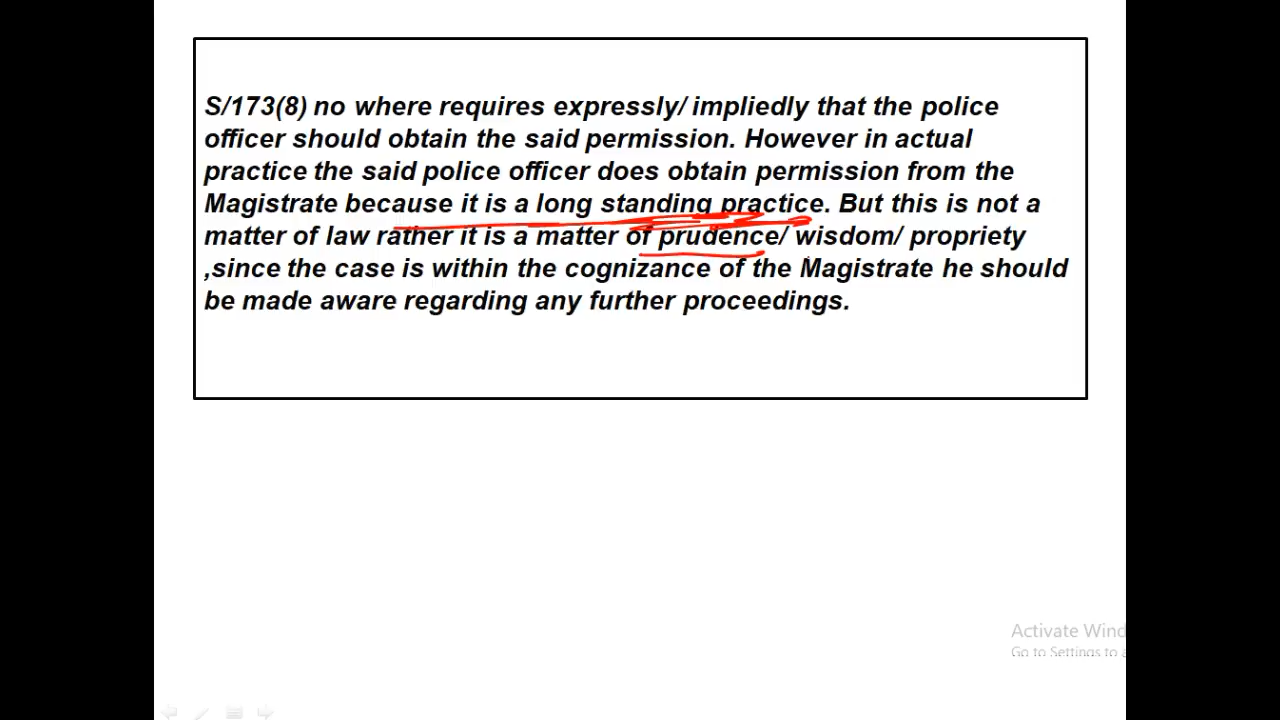 S/173(8) no where requires expressly/ impliedly that the police
officer should obtain the said permission. However in actual
practice the said police officer does obtain permission from the
Magistrate because it is a long standing practice. But this is not a
matter of law rather it is a matter of prudence/ wisdom/ propriety
,since the case is within the cognizance of the Magistrate he should
be made aware regarding any further proceedings.
Activate Wind
Go to Settings to a